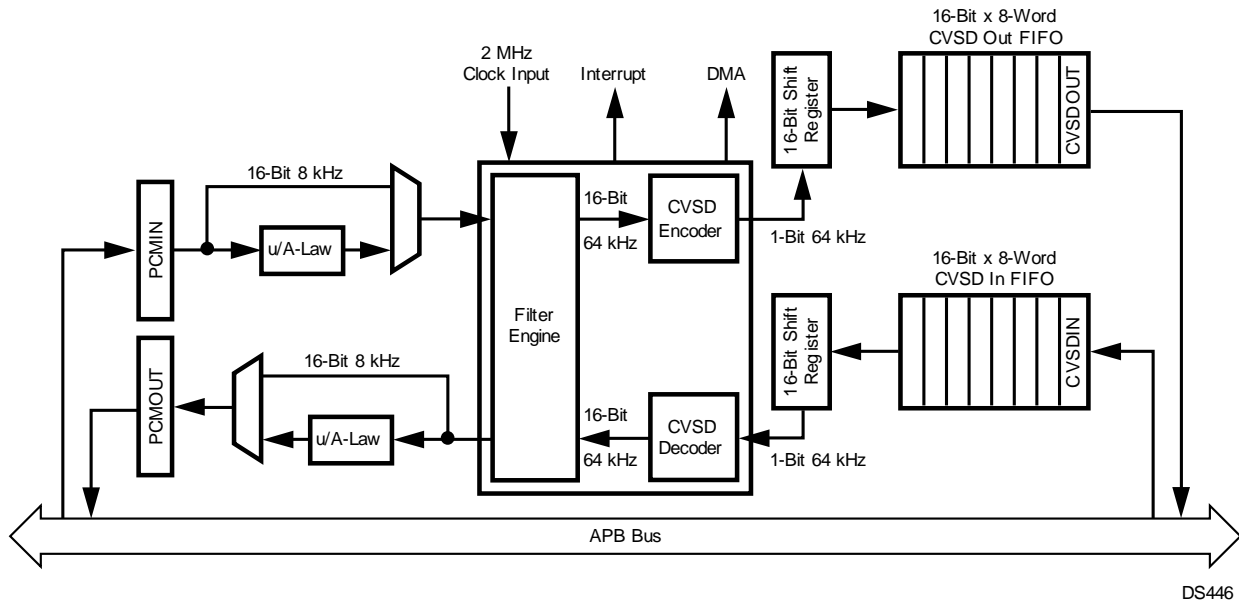 16-Bit x 8-Word
CVSD Out FIFO
2 MHz
Clock Input
Interrupt
DMA
16-Bit Shift
Register
CVSDOUT
16-Bit 8 kHz
PCMIN
u/A-Law
16-Bit
64 kHz
CVSD
Encoder
1-Bit 64 kHz
16-Bit x 8-Word
CVSD In FIFO
Filter
Engine
16-Bit Shift
Register
CVSDIN
PCMOUT
16-Bit 8 kHz
u/A-Law
16-Bit
64 kHz
CVSD
Decoder
1-Bit 64 kHz
APB Bus
DS446